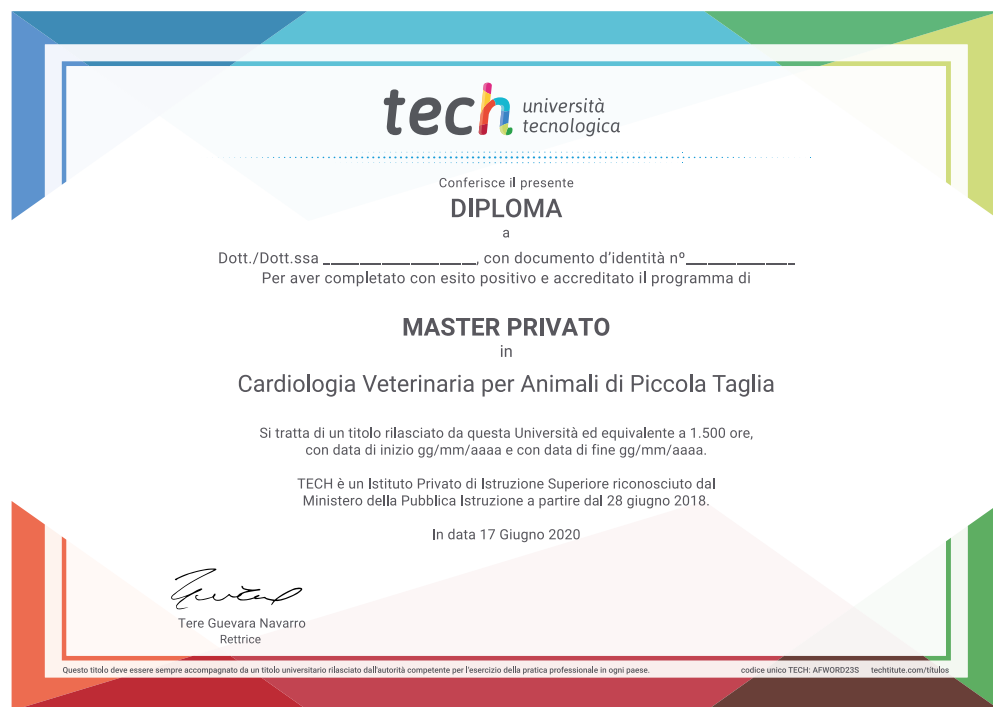 tech università
tecnologica
Conferisce il presente
DIPLOMA
a
Dott./Dott.ssa ____________________, con documento d'identità nº______________
Per aver completato con esito positivo e accreditato il programma di
MASTER PRIVATO
in
Cardiologia Veterinaria per Animali di Piccola Taglia
Si tratta di un titolo rilasciato da questa Università ed equivalente a 1.500 ore,
con data di inizio gg/mm/aaaa e con data di fine gg/mm/aaaa.
TECH è un Istituto Privato di Istruzione Superiore riconosciuto dal
Ministero della Pubblica Istruzione a partire dal 28 giugno 2018.
In data 17 Giugno 2020
Tere Guevara Navarro
Rettrice
Questo titolo deve essere sempre accompagnato da un titolo universitario rilasciato dall'autorità competente per l'esercizio della pratica professionale in ogni paese. codice unico TECH: AFWORD23S techtitute.com/titulos